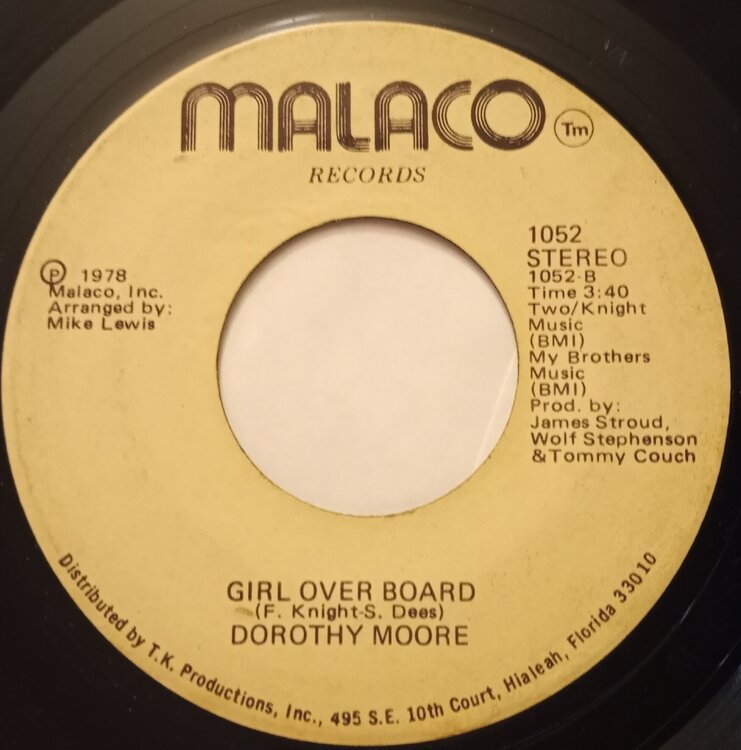 MALACO Tm
RECORDS
℗ 1978
Malaco, Inc.
Arranged by:
Mike Lewis
1052
STEREO
1052-B
Time 3:40
Two/Knight
Music
(BMI)
My Brothers
Music
(BMI)
Prod. by:
James Stroud,
Wolf Stephenson
&Tommy Couch
GIRL OVER BOARD
(F. Knight-S. Dees)
DOROTHY MOORE
Distributed by T.K. Productions, Inc., 495 S.E. 10th Court, Hialeah, Florida 33010